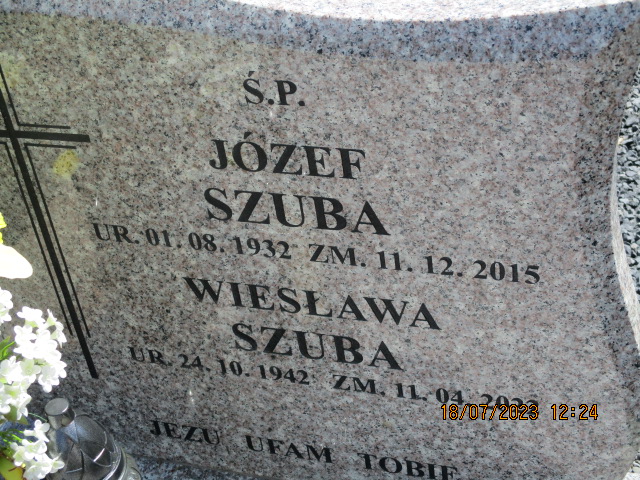 Ś.P.
JÓZEF
SZUBA
UR. 01. 08. 1932 ZM. 11. 12. 2015
WIESŁAWA
SZUBA
UR. 24. 10. 1942 ZM. 11. 04.
18/07/2023 12:24
JEZU UFAM TOBIE